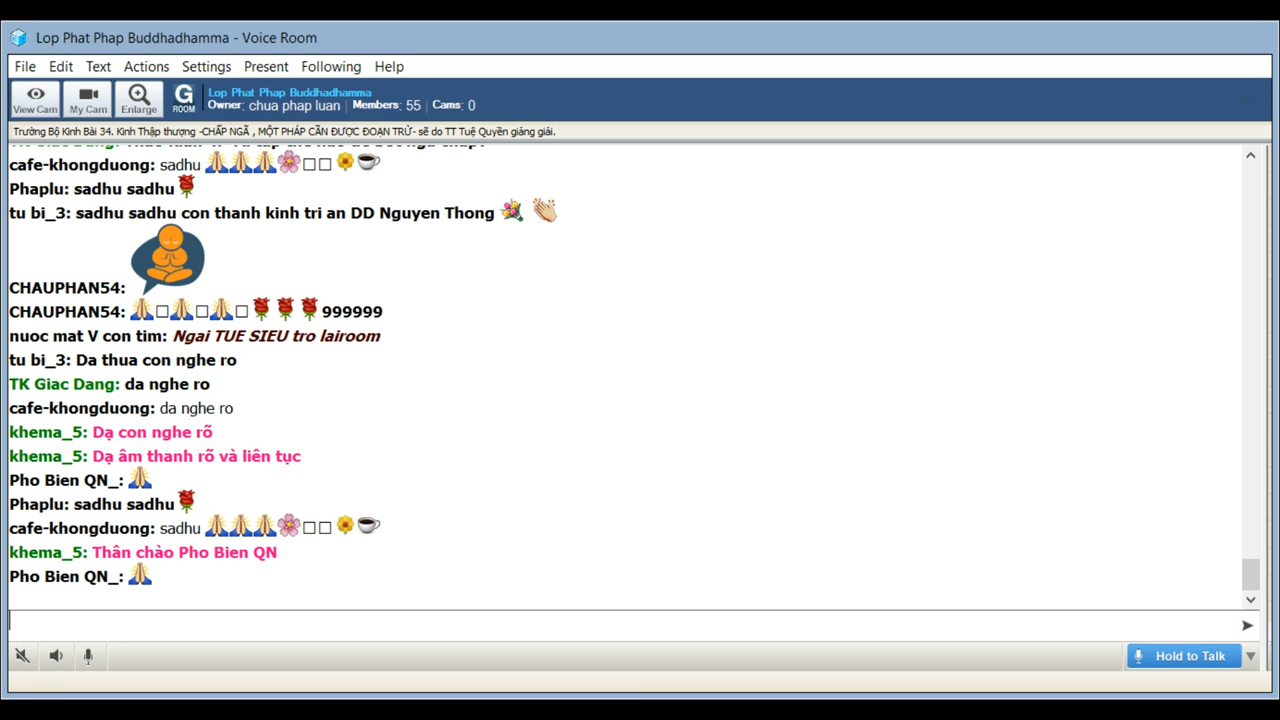 Lop Phat Phap Buddhadhamma - Voice Room
File Edit Text Actions Settings Present Following Help
View Cam My Cam Enlarge G ROOM Lop Phat Phap Buddhadhamma
Owner: chua phap luan | Members: 55 | Cams: 0
Trường Bộ Kinh Bài 34. Kinh Thập thượng -CHẤP NGÃ , MỘT PHÁP CẦN ĐƯỢC ĐOẠN TRỪ- sẽ do TT Tuệ Quyền giảng giải.
TK Giac Dang:
cafe-khongduong: sadhu 🙏🙏🙏🌸□□🌼☕
Phaplu: sadhu sadhu🌹
tu bi_3: sadhu sadhu con thanh kinh tri an DD Nguyen Thong 💐 👏
CHAUPHAN54:
CHAUPHAN54: 🙏□🙏□🙏□🌹🌹🌹999999
nuoc mat V con tim: Ngai TUE SIEU tro lairoom
tu bi_3: Da thua con nghe ro
TK Giac Dang: da nghe ro
cafe-khongduong: da nghe ro
khema_5: Dạ con nghe rõ
khema_5: Dạ âm thanh rõ và liên tục
Pho Bien QN_: 🙏
Phaplu: sadhu sadhu🌹
cafe-khongduong: sadhu 🙏🙏🙏🌸□□🌼☕
khema_5: Thân chào Pho Bien QN
Pho Bien QN_: 🙏
Hold to Talk